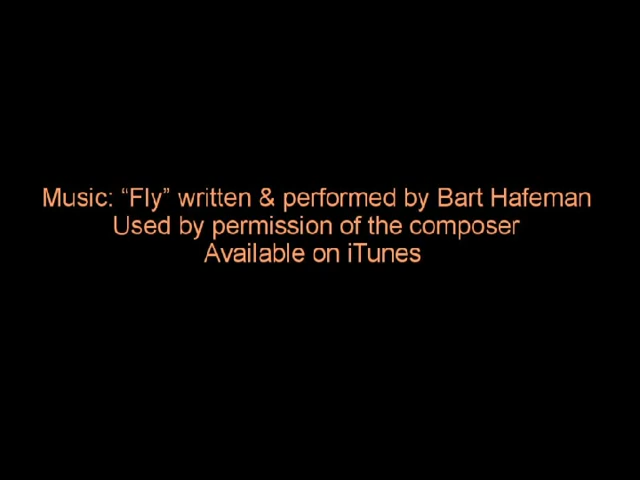 Music: “Fly” written & performed by Bart Hafeman
Used by permission of the composer
Available on iTunes